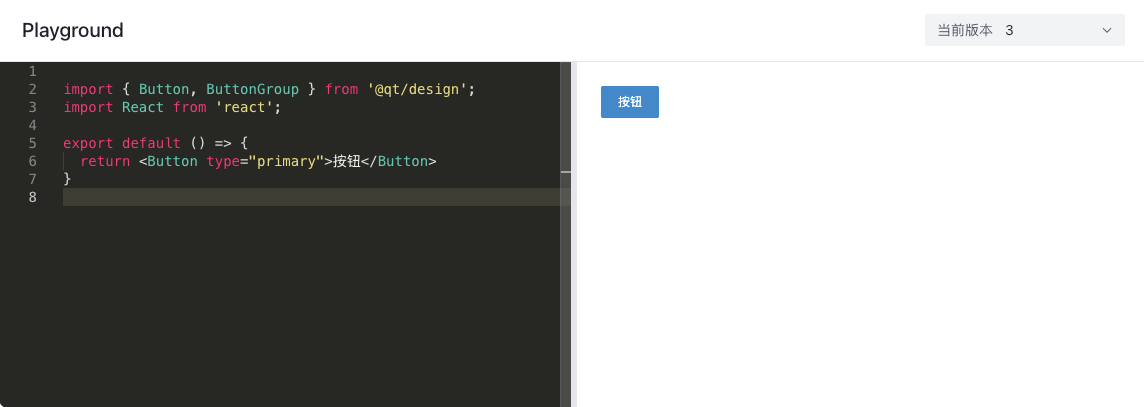 Playground
当前版本 3
1
2 import { Button, ButtonGroup } from '@qt/design';
3 import React from 'react';
4
5 export default () => {
6   return <Button type="primary">按钮</Button>
7 }
8
按钮